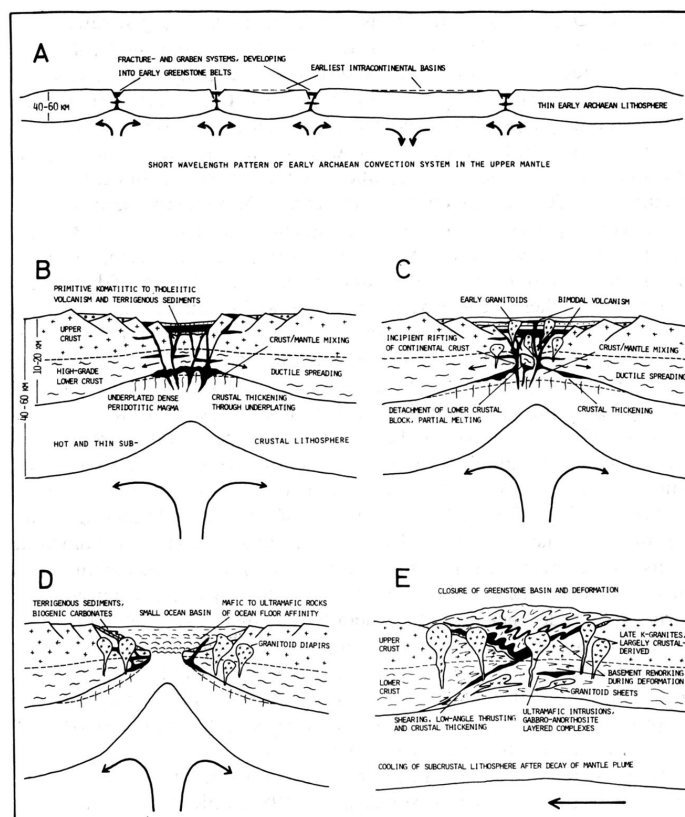 A
FRACTURE- AND GRABEN SYSTEMS, DEVELOPING
INTO EARLY GREENSTONE BELTS
EARLIEST INTRACONTINENTAL BASINS
40-60 KM
THIN EARLY ARCHAEAN LITHOSPHERE
SHORT WAVELENGTH PATTERN OF EARLY ARCHAEAN CONVECTION SYSTEM IN THE UPPER MANTLE
B
PRIMITIVE KOMATIITIC TO THOLEIITIC
VOLCANISM AND TERRIGENOUS SEDIMENTS
UPPER
CRUST
CRUST/MANTLE MIXING
HIGH-GRADE
LOWER CRUST
DUCTILE SPREADING
10-20 KM
40-60 KM
UNDERPLATED DENSE
PERIDOTITIC MAGMA
CRUSTAL THICKENING
THROUGH UNDERPLATING
HOT AND THIN SUB-
CRUSTAL LITHOSPHERE
C
EARLY GRANITOIDS
BIMODAL VOLCANISM
INCIPIENT RIFTING
OF CONTINENTAL CRUST
CRUST/MANTLE MIXING
DUCTILE SPREADING
DETACHMENT OF LOWER CRUSTAL
BLOCK, PARTIAL MELTING
CRUSTAL THICKENING
D
TERRIGENOUS SEDIMENTS,
BIOGENIC CARBONATES
SMALL OCEAN BASIN
MAFIC TO ULTRAMAFIC ROCKS
OF OCEAN FLOOR AFFINITY
GRANITOID DIAPIRS
E
CLOSURE OF GREENSTONE BASIN AND DEFORMATION
UPPER
CRUST
LATE K-GRANITES,
LARGELY CRUSTAL-
DERIVED
LOWER
CRUST
BASEMENT REWORKING
DURING DEFORMATION
GRANITOID SHEETS
SHEARING, LOW-ANGLE THRUSTING
AND CRUSTAL THICKENING
ULTRAMAFIC INTRUSIONS,
GABBRO-ANORTHOSITE
LAYERED COMPLEXES
COOLING OF SUBCRUSTAL LITHOSPHERE AFTER DECAY OF MANTLE PLUME